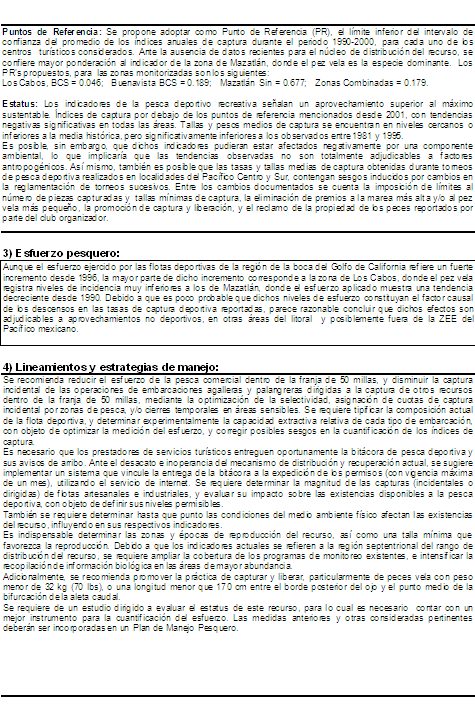 Puntos de Referencia: Se propone adoptar como Punto de Referencia (PR), el límite inferior del intervalo de
confianza del promedio de los índices anuales de captura durante el periodo 1990-2000, para cada uno de los
centros turísticos considerados. Ante la ausencia de datos recientes para el núcleo de distribución del recurso, se
confiere mayor ponderación al indicador de la zona de Mazatlán, donde el pez vela es la especie dominante. Los
PR's propuestos, para las zonas monitorizadas son los siguientes:
Los Cabos, BCS = 0.046; Buenavista BCS = 0.189; Mazatlán Sin = 0.677; Zonas Combinadas = 0.179.
Estatus: Los indicadores de la pesca deportivo recreativa señalan un aprovechamiento superior al máximo
sustentable. Índices de captura por debajo de los puntos de referencia mencionados desde 2001, con tendencias
negativas significativas en todas las áreas. Tallas y pesos medios de captura se encuentran en niveles cercanos o
inferiores a la media histórica, pero significativamente inferiores a los observados entre 1981 y 1995.
Es posible, sin embargo, que dichos indicadores pudieran estar afectados negativamente por una componente
ambiental, lo que implicaría que las tendencias observadas no son totalmente adjudicables a factores
antropogénicos. Así mismo, también es posible que las tasas y tallas medias de captura obtenidas durante torneos
de pesca deportiva realizados en localidades del Pacífico Centro y Sur, contengan sesgos inducidos por cambios en
la reglamentación de torneos sucesivos. Entre los cambios documentados se cuenta la imposición de límites al
número de piezas capturadas y tallas mínimas de captura, la eliminación de premios a la marea más alta y/o al pez
vela más pequeño, la promoción de captura y liberación, y el reclamo de la propiedad de los peces reportados por
parte del club organizador.
3) Esfuerzo pesquero:
Aunque el esfuerzo ejercido por las flotas deportivas de la región de la boca del Golfo de California refiere un fuerte
incremento desde 1996, la mayor parte de dicho incremento corresponde a la zona de Los Cabos, donde el pez vela
registra niveles de incidencia muy inferiores a los de Mazatlán, donde el esfuerzo aplicado muestra una tendencia
decreciente desde 1990. Debido a que es poco probable que dichos niveles de esfuerzo constituyan el factor causal
de los descensos en las tasas de captura deportiva reportadas, parece razonable concluir que dichos efectos son
adjudicables a aprovechamientos no deportivos, en otras áreas del litoral y posiblemente fuera de la ZEE del
Pacífico mexicano.
4) Lineamientos y estrategias de manejo:
Se recomienda reducir el esfuerzo de la pesca comercial dentro de la franja de 50 millas, y disminuir la captura
incidental de las operaciones de embarcaciones agalleras y palangreras dirigidas a la captura de otros recursos
dentro de la franja de 50 millas, mediante la optimización de la selectividad, asignación de cuotas de captura
incidental por zonas de pesca, y/o cierres temporales en áreas sensibles. Se requiere tipificar la composición actual
de la flota deportiva, y determinar experimentalmente la capacidad extractiva relativa de cada tipo de embarcación,
con objeto de optimizar la medición del esfuerzo, y corregir posibles sesgos en la cuantificación de los índices de
captura.
Es necesario que los prestadores de servicios turísticos entreguen oportunamente la bitácora de pesca deportiva y
sus avisos de arribo. Ante el desacato e inoperancia del mecanismo de distribución y recuperación actual, se sugiere
implementar un sistema que vincule la entrega de la bitácora a la expedición de los permisos (con vigencia máxima
de un mes), utilizando el servicio de internet. Se requiere determinar la magnitud de las capturas (incidentales o
dirigidas) de flotas artesanales e industriales, y evaluar su impacto sobre las existencias disponibles a la pesca
deportiva, con objeto de definir sus niveles permisibles.
También se requiere determinar hasta que punto las condiciones del medio ambiente físico afectan las existencias
del recurso, influyendo en sus respectivos indicadores.
Es indispensable determinar las zonas y épocas de reproducción del recurso, así como una talla mínima que
favorezca la reproducción. Debido a que los indicadores actuales se refieren a la región septentrional del rango de
distribución del recurso, se requiere ampliar la cobertura de los programas de monitoreo existentes, e intensificar la
recopilación de información biológica en las áreas de mayor abundancia.
Adicionalmente, se recomienda promover la práctica de capturar y liberar, particularmente de peces vela con peso
menor de 32 kg (70 lbs), o una longitud menor que 170 cm entre el borde posterior del ojo y el punto medio de la
bifurcación de la aleta caudal.
Se requiere de un estudio dirigido a evaluar el estatus de este recurso, para lo cual es necesario contar con un
mejor instrumento para la cuantificación del esfuerzo. Las medidas anteriores y otras consideradas pertinentes
deberán ser incorporadas en un Plan de Manejo Pesquero.